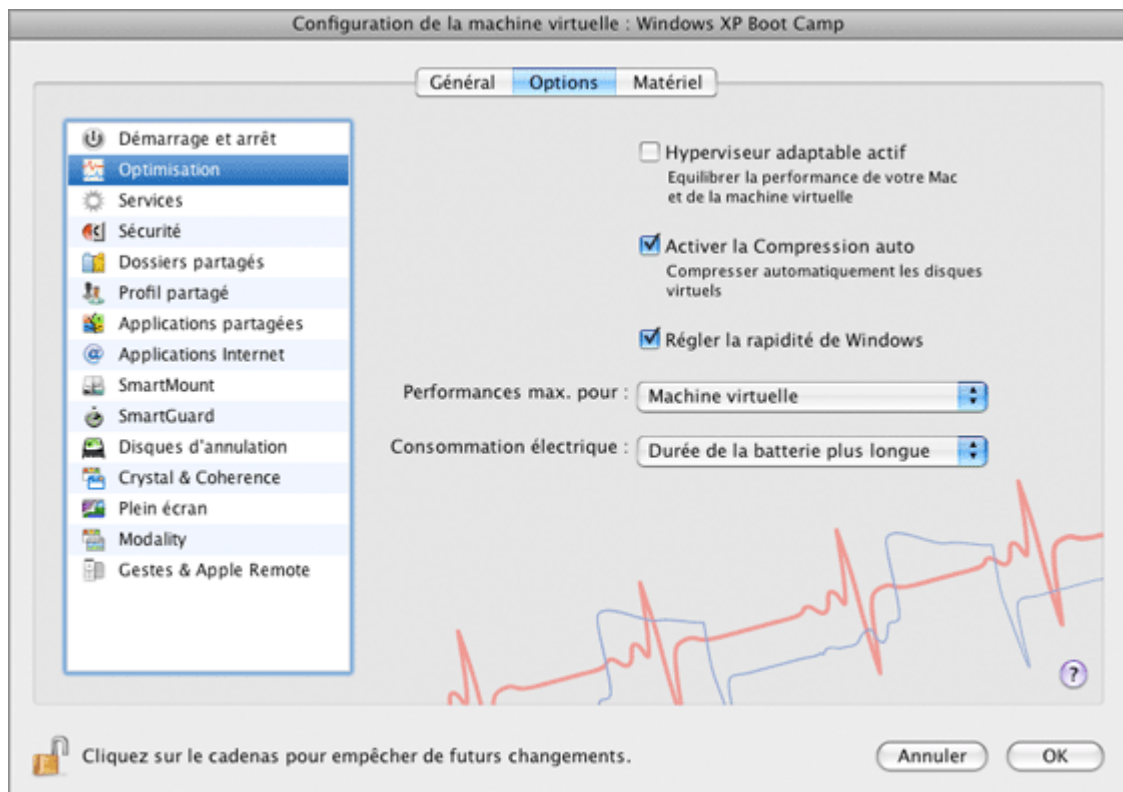 Configuration de la machine virtuelle : Windows XP Boot Camp
Général
Options
Matériel
Démarrage et arrêt
Optimisation
Services
Sécurité
Dossiers partagés
Profil partagé
Applications partagées
Applications Internet
SmartMount
SmartGuard
Disques d'annulation
Crystal & Coherence
Plein écran
Modality
Gestes & Apple Remote
Hyperviseur adaptable actif
Equilibrer la performance de votre Mac
et de la machine virtuelle
Activer la Compression auto
Compresser automatiquement les disques
virtuels
Régler la rapidité de Windows
Performances max. pour : Machine virtuelle
Consommation électrique : Durée de la batterie plus longue
?
Cliquez sur le cadenas pour empêcher de futurs changements.
Annuler
OK